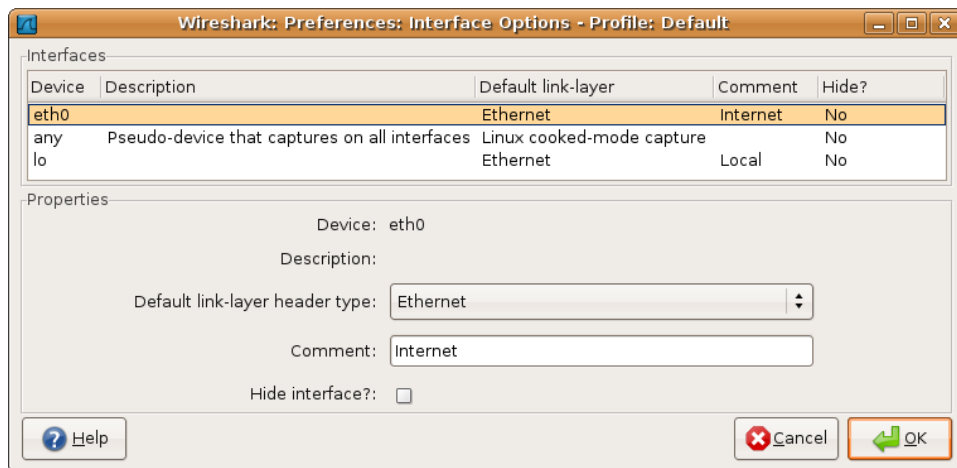 Wireshark: Preferences: Interface Options - Profile: Default
Interfaces
Device Description Default link-layer Comment Hide?
eth0 Ethernet Internet No
any Pseudo-device that captures on all interfaces Linux cooked-mode capture No
lo Ethernet Local No
Properties
Device: eth0
Description:
Default link-layer header type: Ethernet
Comment: Internet
Hide interface?:
Help Cancel OK